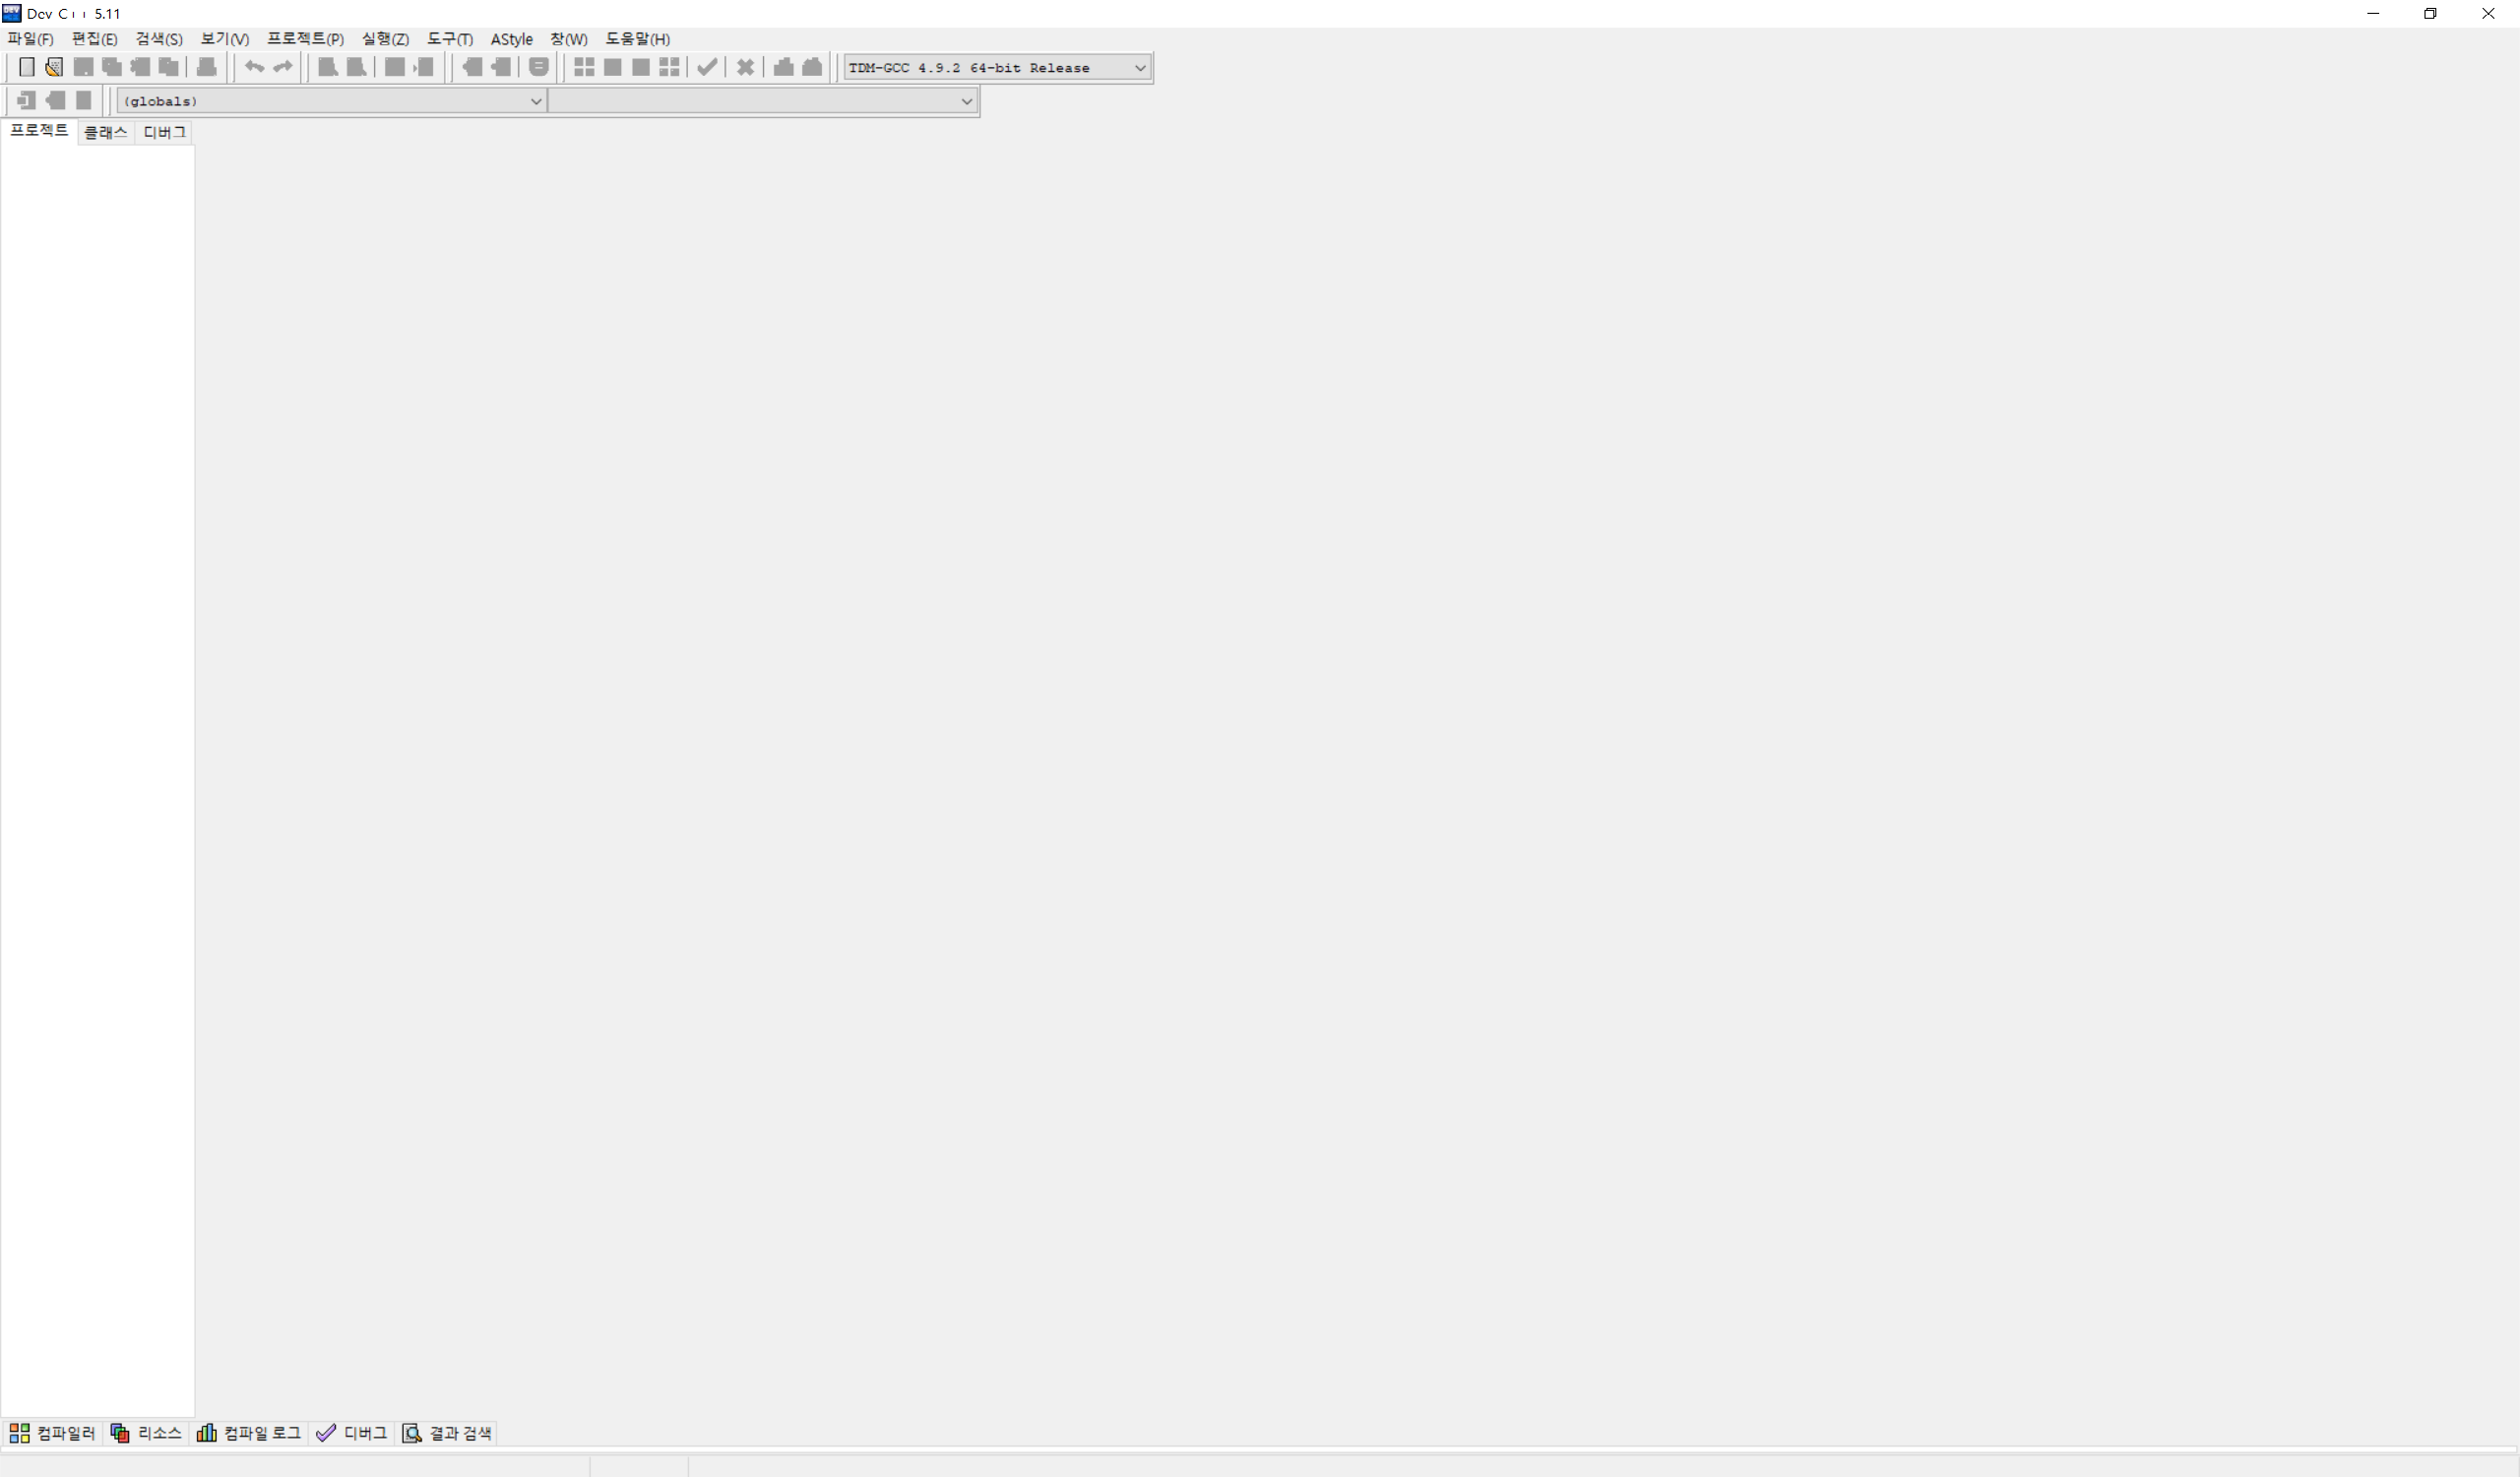 Dev-C++ 5.11
파일(F) 편집(E) 검색(S) 보기(V) 프로젝트(P) 실행(Z) 도구(T) AStyle 창(W) 도움말(H)
TDM-GCC 4.9.2 64-bit Release
(globals)
프로젝트 클래스 디버그
컴파일러 리소스 컴파일 로그 디버그 결과 검색